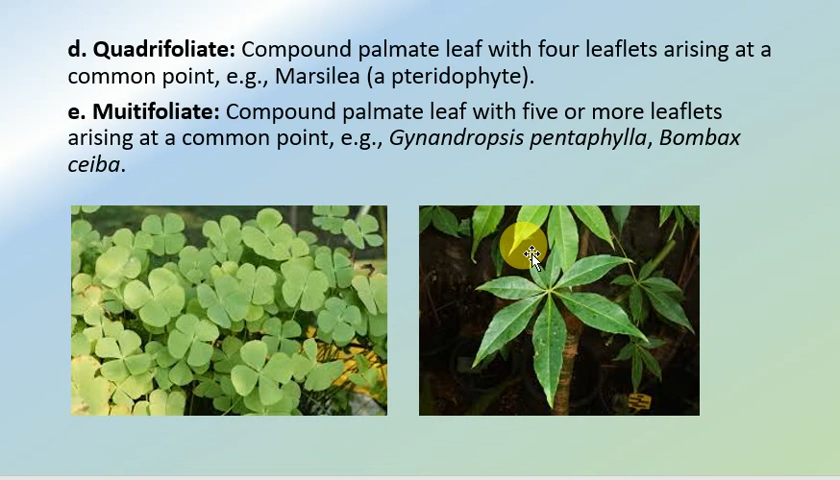 d. Quadrifoliate: Compound palmate leaf with four leaflets arising at a
common point, e.g., Marsilea (a pteridophyte).
e. Muitifoliate: Compound palmate leaf with five or more leaflets
arising at a common point, e.g., Gynandropsis pentaphylla, Bombax
ceiba.